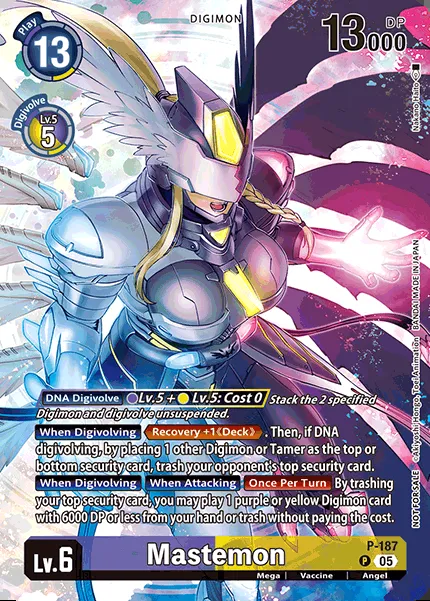 DIGIMON
Play
13
13000
DP
Digivolve
Lv.5
5
DNA Digivolve Lv.5 + Lv.5: Cost 0 Stack the 2 specified
Digimon and digivolve unsuspended.
When Digivolving Recovery +1《Deck》. Then, if DNA
digivolving, by placing 1 other Digimon or Tamer as the top or
bottom security card, trash your opponent's top security card.
When Digivolving When Attacking Once Per Turn By trashing
your top security card, you may play 1 purple or yellow Digimon card
with 6000 DP or less from your hand or trash without paying the cost.
NOT FOR SALE ©Akiyoshi Hongo, Toei Animation BANDAI MADE IN JAPAN
P-187
Lv.6
Mastemon
P 05
Mega | Vaccine | Angel